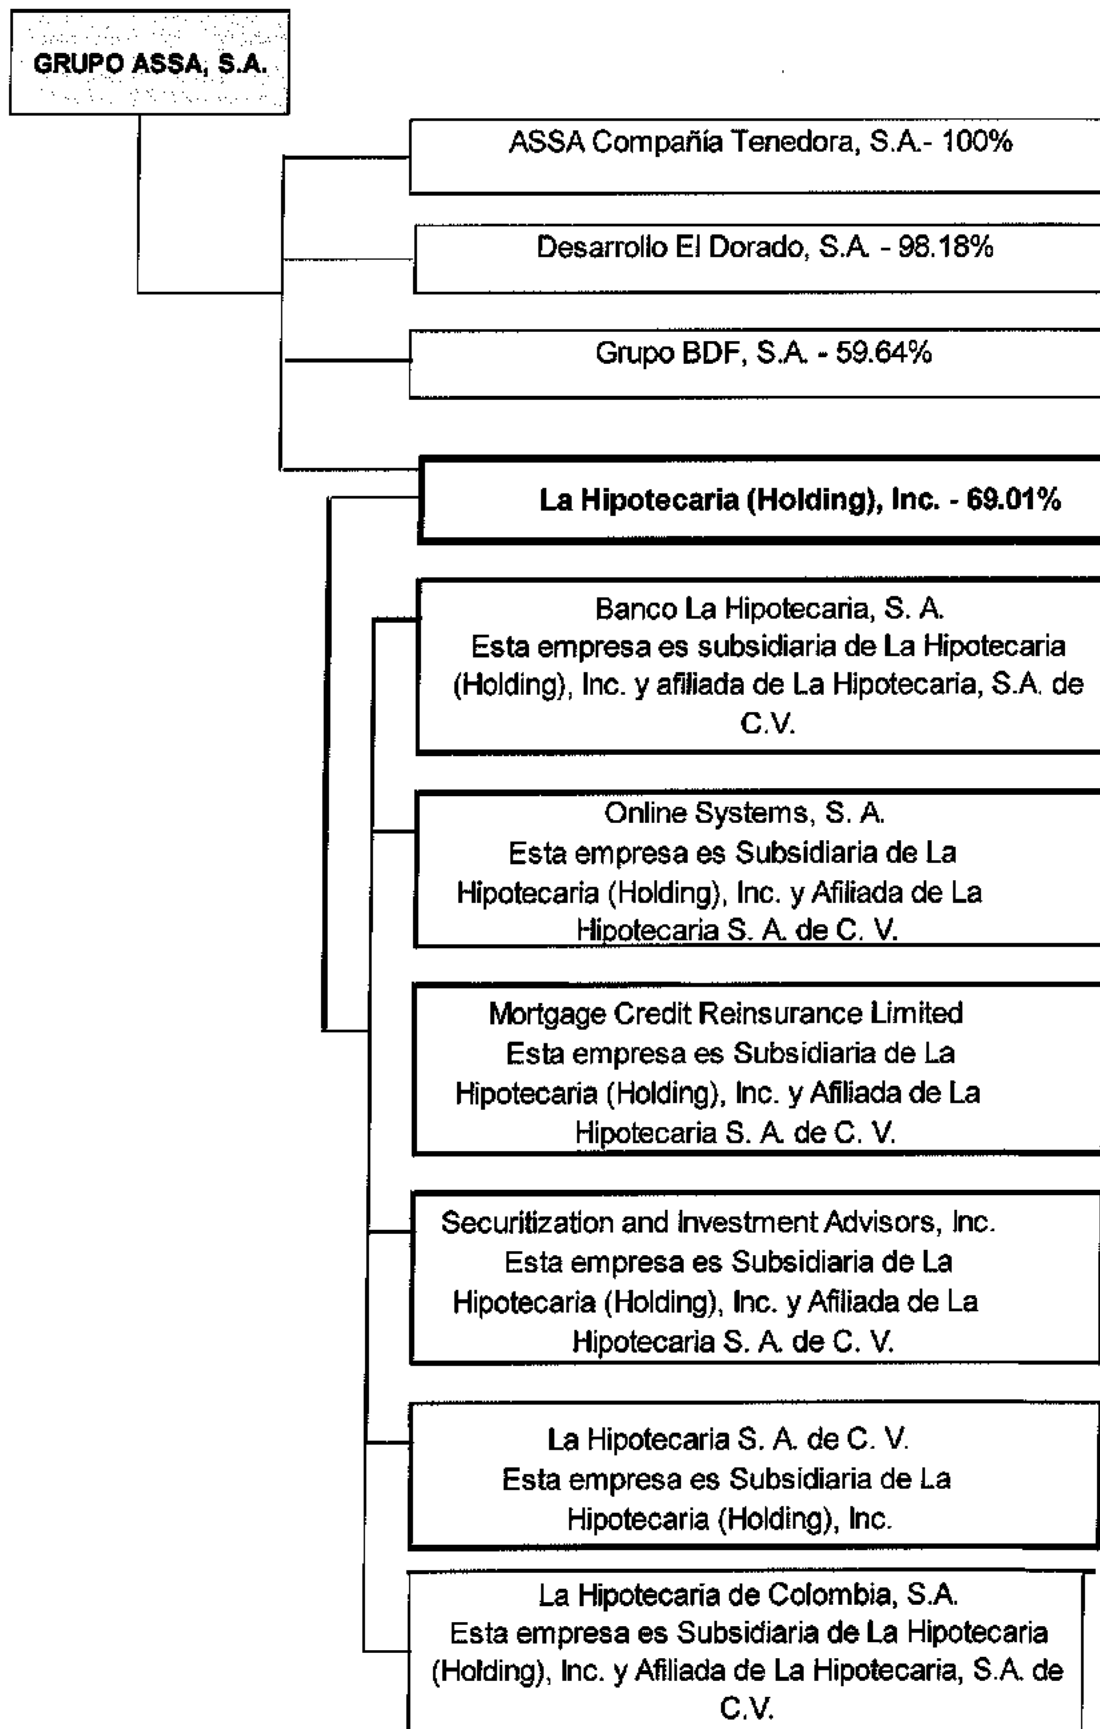 GRUPO ASSA, S.A.
ASSA Compañía Tenedora, S.A.- 100%
Desarrollo El Dorado, S.A. - 98.18%
Grupo BDF, S.A. - 59.64%
La Hipotecaria (Holding), Inc. - 69.01%
Banco La Hipotecaria, S. A.
Esta empresa es subsidiaria de La Hipotecaria
(Holding), Inc. y afiliada de La Hipotecaria, S.A. de
C.V.
Online Systems, S. A.
Esta empresa es Subsidiaria de La
Hipotecaria (Holding), Inc. y Afiliada de La
Hipotecaria S. A. de C. V.
Mortgage Credit Reinsurance Limited
Esta empresa es Subsidiaria de La
Hipotecaria (Holding), Inc. y Afiliada de La
Hipotecaria S. A. de C. V.
Securitization and Investment Advisors, Inc.
Esta empresa es Subsidiaria de La
Hipotecaria (Holding), Inc. y Afiliada de La
Hipotecaria S. A. de C. V.
La Hipotecaria S. A. de C. V.
Esta empresa es Subsidiaria de La
Hipotecaria (Holding), Inc.
La Hipotecaria de Colombia, S.A.
Esta empresa es Subsidiaria de La Hipotecaria
(Holding), Inc. y Afiliada de La Hipotecaria, S.A. de
C.V.